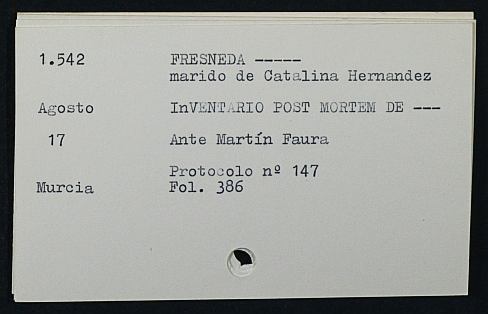 1.542 FRESNEDA -----
marido de Catalina Hernandez
Agosto InVENTARIO POST MORTEM DE ---
17 Ante Martín Faura
Protocolo nº 147
Murcia Fol. 386